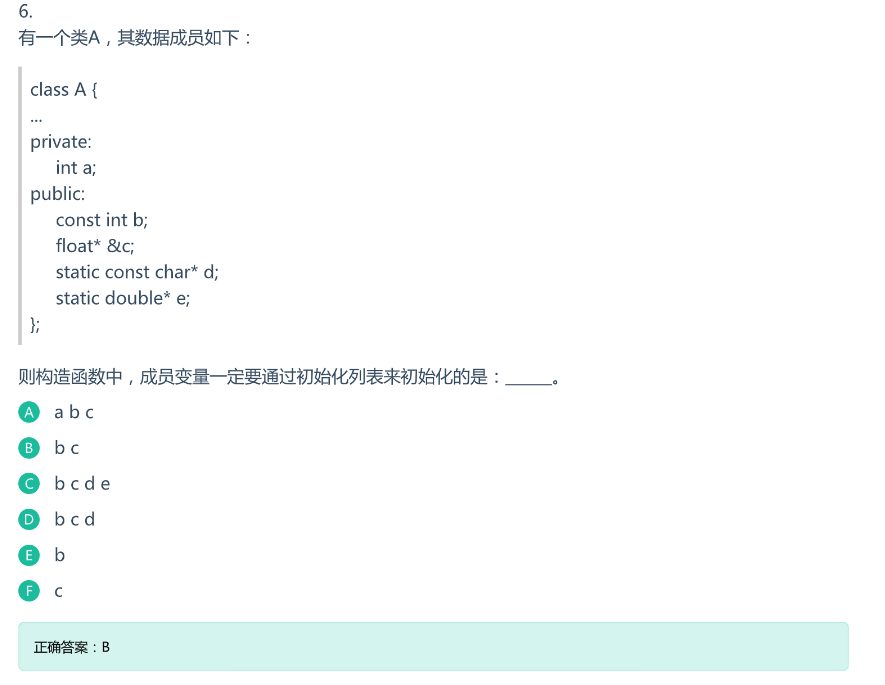 6.
有一个类A，其数据成员如下：
class A {
...
private:
int a;
public:
const int b;
float* &c;
static const char* d;
static double* e;
};
则构造函数中，成员变量一定要通过初始化列表来初始化的是：_____。
A a b c
B b c
C b c d e
D b c d
E b
F c
正确答案：B